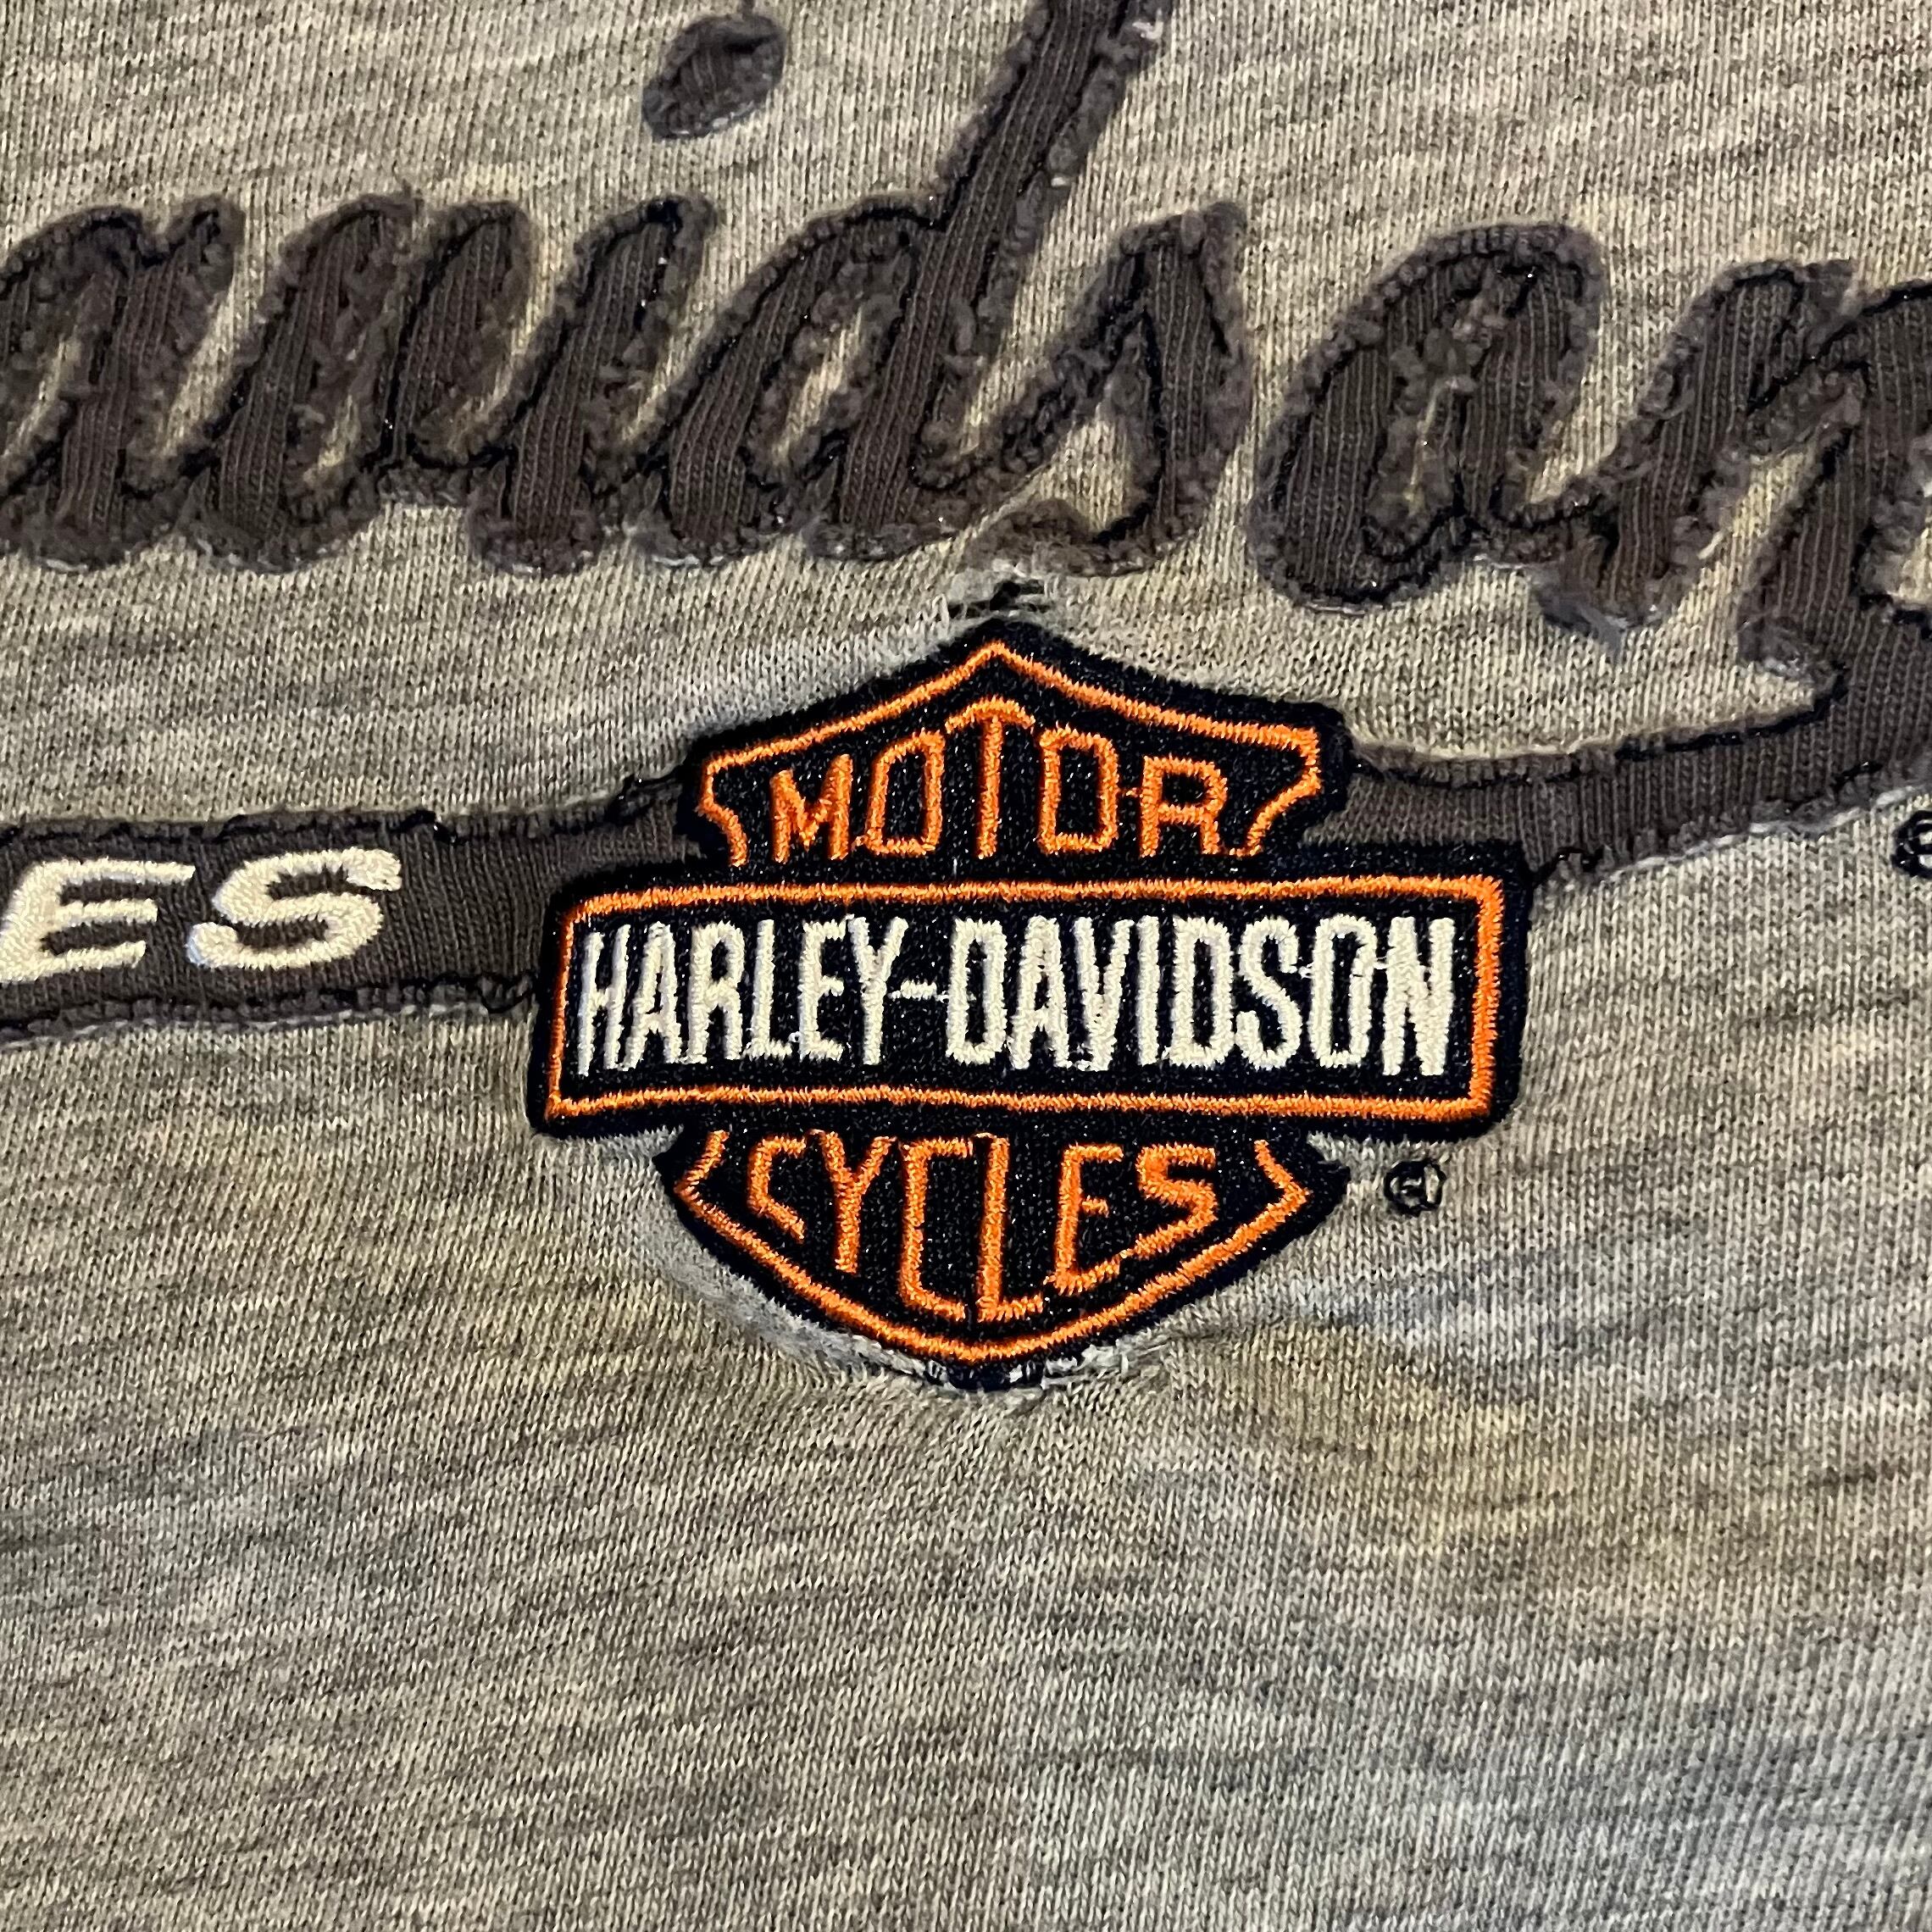 avidson
ES
MOTOR
HARLEY-DAVIDSON
CYCLES
®